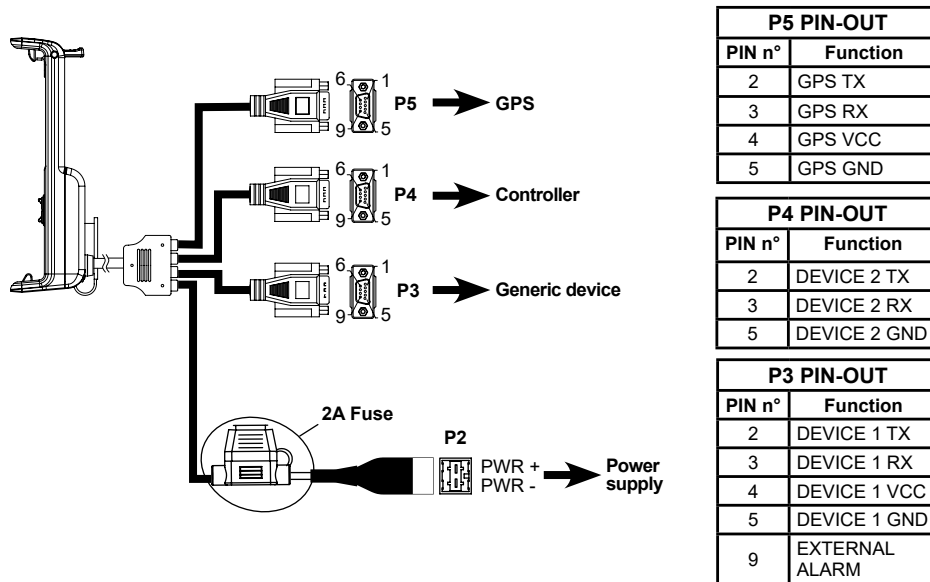 6 1
P5 GPS
9 5
6 1
P4 Controller
9 5
6 1
P3 Generic device
9 5
2A Fuse
P2
PWR + Power
PWR - supply
P5 PIN-OUT
PIN n° Function
2 GPS TX
3 GPS RX
4 GPS VCC
5 GPS GND
P4 PIN-OUT
PIN n° Function
2 DEVICE 2 TX
3 DEVICE 2 RX
5 DEVICE 2 GND
P3 PIN-OUT
PIN n° Function
2 DEVICE 1 TX
3 DEVICE 1 RX
4 DEVICE 1 VCC
5 DEVICE 1 GND
9 EXTERNAL
ALARM